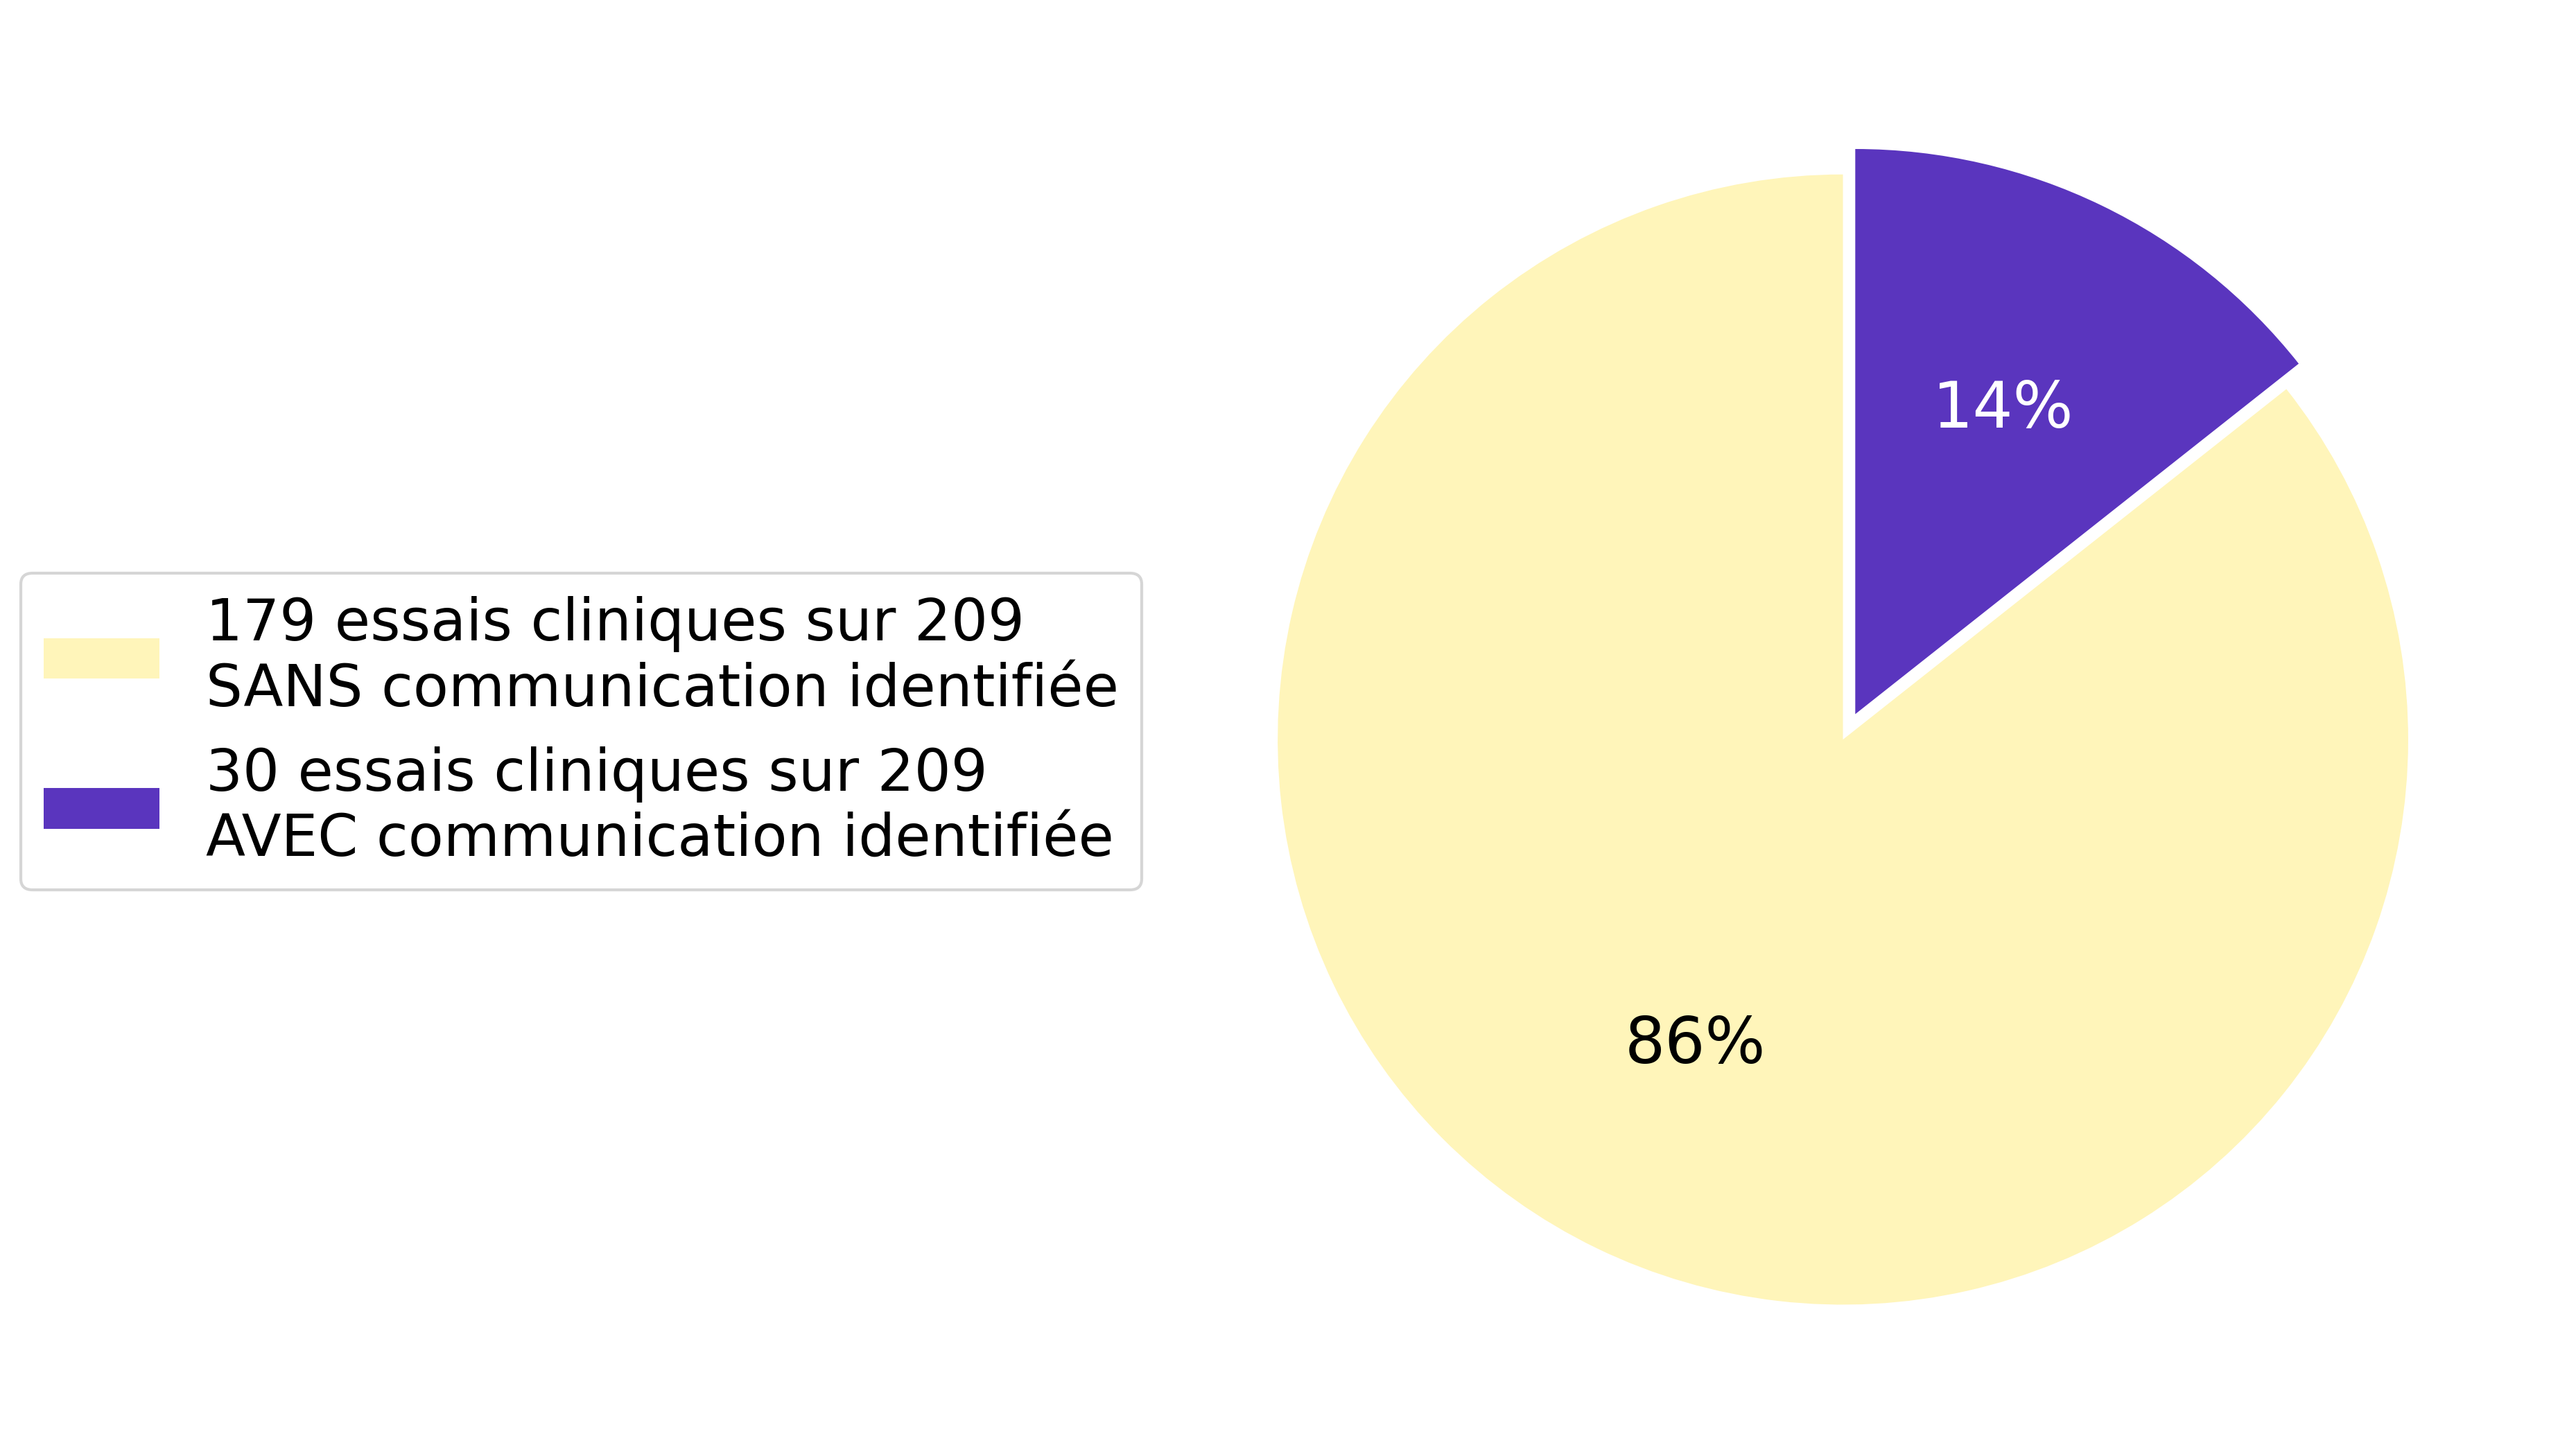 179 essais cliniques sur 209
SANS communication identifiée
30 essais cliniques sur 209
AVEC communication identifiée
14%
86%